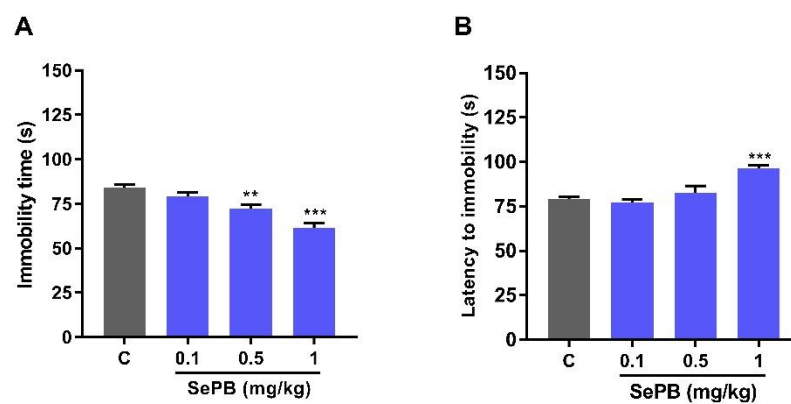 A
Immobility time (s)
150
125
100
75
50
25
0
**
***
C
0.1
0.5
1
SePB (mg/kg)
B
Latency to immobility (s)
150
125
100
75
50
25
0
***
C
0.1
0.5
1
SePB (mg/kg)